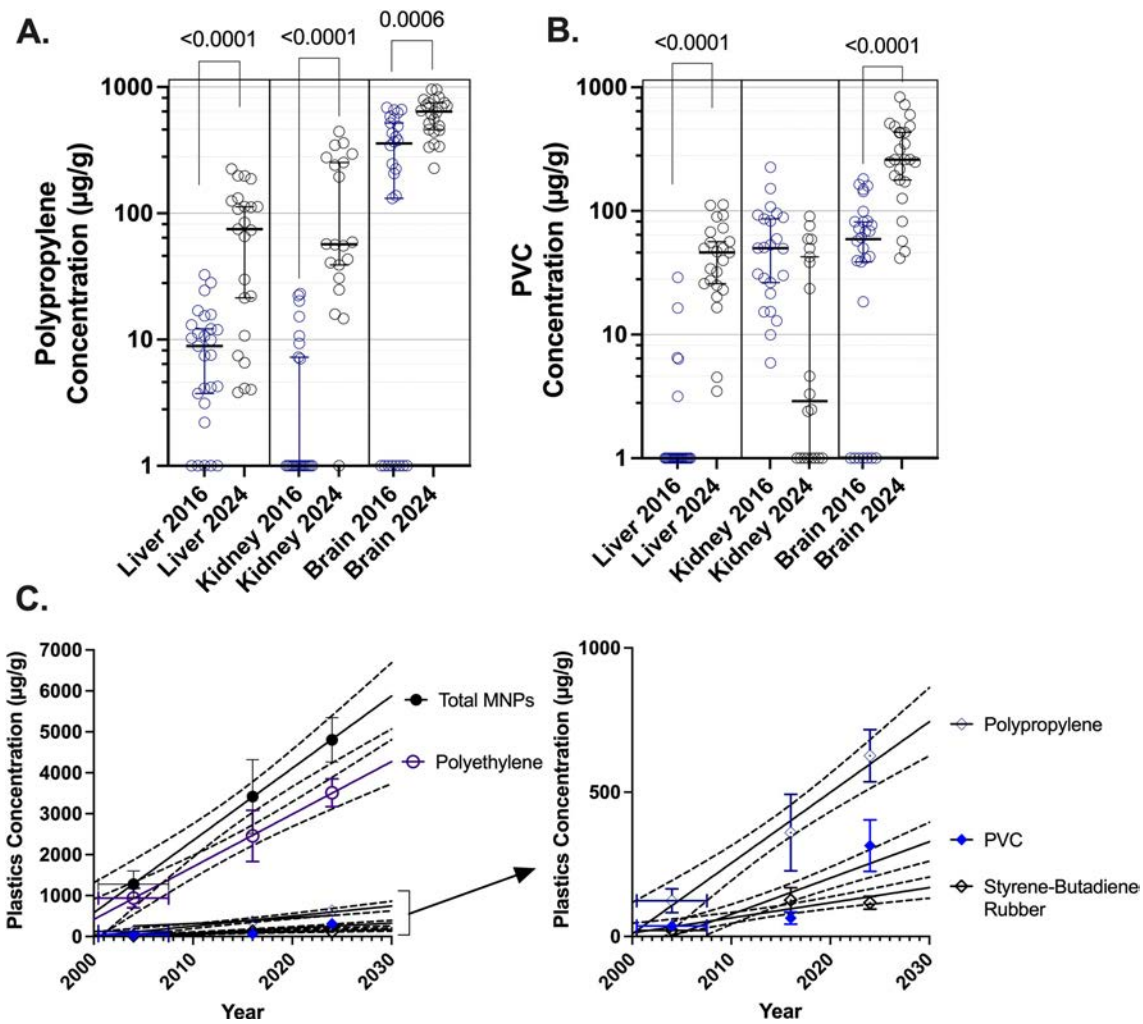 A.
<0.0001
<0.0001
0.0006
Polypropylene
Concentration (µg/g)
1000
100
10
1
Liver 2016
Liver 2024
Kidney 2016
Kidney 2024
Brain 2016
Brain 2024
B.
<0.0001
<0.0001
PVC
Concentration (µg/g)
1000
100
10
1
Liver 2016
Liver 2024
Kidney 2016
Kidney 2024
Brain 2016
Brain 2024
C.
Plastics Concentration (µg/g)
7000
6000
5000
4000
3000
2000
1000
0
2000
2010
2020
2030
Year
Total MNPs
Polyethylene
Plastics Concentration (µg/g)
1000
500
0
2000
2010
2020
2030
Year
Polypropylene
PVC
Styrene-Butadiene
Rubber